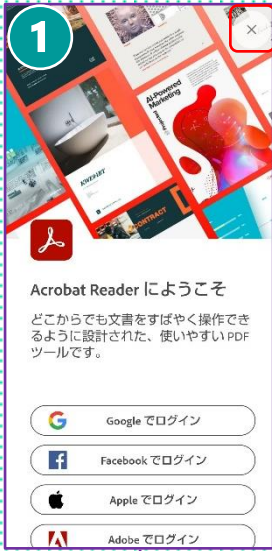 1
AI-Powered
Marketing
CONTRACT
Acrobat Reader にようこそ
どこからでも文書をすばやく操作でき
るように設計された、使いやすい PDF
ツールです。
Google でログイン
Facebook でログイン
Apple でログイン
Adobe でログイン